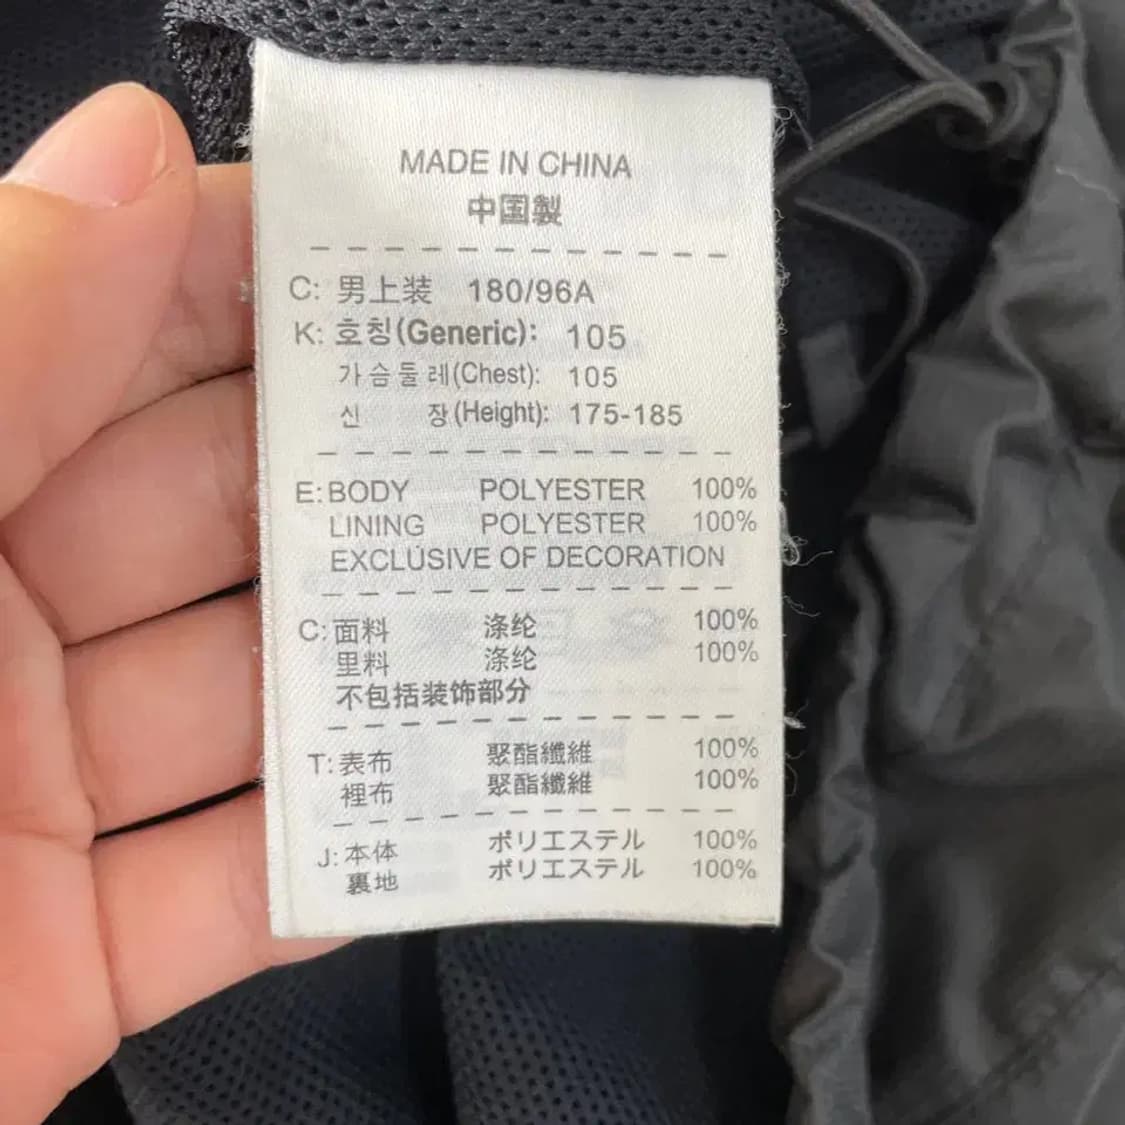 MADE IN CHINA
中国製
C: 男上装 180/96A
K: 호칭(Generic): 105
가슴둘레(Chest): 105
신 장(Height): 175-185
E: BODY POLYESTER 100%
LINING POLYESTER 100%
EXCLUSIVE OF DECORATION
C: 面料 涤纶 100%
里料 涤纶 100%
不包括装饰部分
T: 表布 聚酯纖維 100%
裡布 聚酯纖維 100%
J: 本体 ポリエステル 100%
裏地 ポリエステル 100%